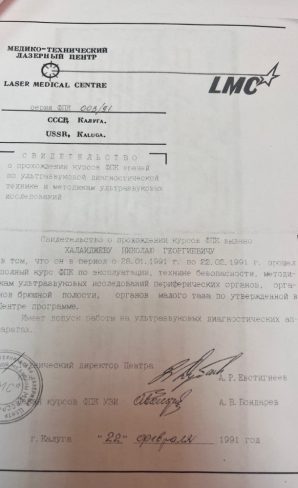 МЕДИКО-ТЕХНИЧЕСКИЙ
ЛАЗЕРНЫЙ ЦЕНТР
LASER MEDICAL CENTRE
LMC
серия ФПК 003/91
СССР, КАЛУГА.
USSR, KALUGA.
СВИДЕТЕЛЬСТВО
о прохождении курсов ФПК врачей
по ультразвуковой диагностической
технике и методикам ультразвуковых
исследований
Свидетельство о прохождении курсов ФПК выдано
ХАЛАНДЖЕВУ НИКОЛАЮ ГЕОРГИЕВИЧУ
в том, что он в период с 28.01.1991 г. по 22.02.1991 г. прошел
полный курс ФПК по эксплуатации, технике безопасности, методи-
кам ультразвуковых исследований периферических органов, орга-
нов брюшной полости, органов малого таза по утвержденной в
Центре программе.
Имеет допуск работы на ультразвуковых диагностических ап-
паратах.
директор Центра А.Р.Евстигнеев
курсов ФПК УЗИ А.В.Бондарев
г. Калуга "22" февраля 1991 год